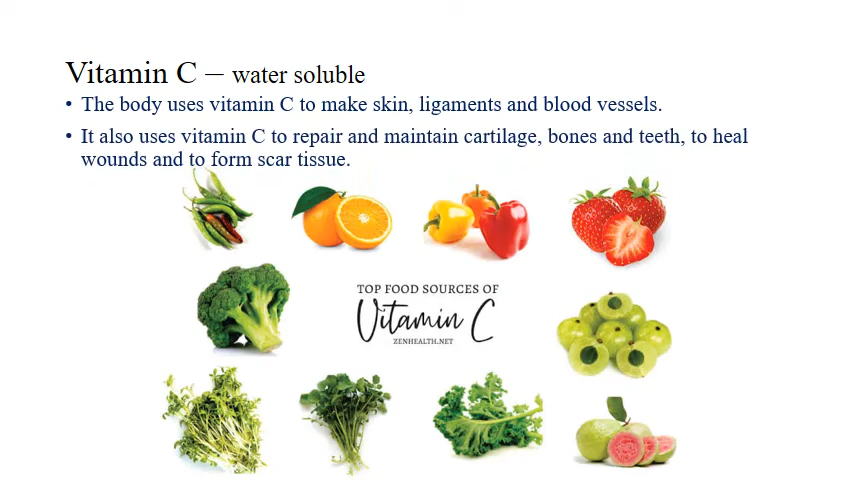 Vitamin C – water soluble
• The body uses vitamin C to make skin, ligaments and blood vessels.
• It also uses vitamin C to repair and maintain cartilage, bones and teeth, to heal
wounds and to form scar tissue.
TOP FOOD SOURCES OF
Vitamin C
ZENHEALTH.NET